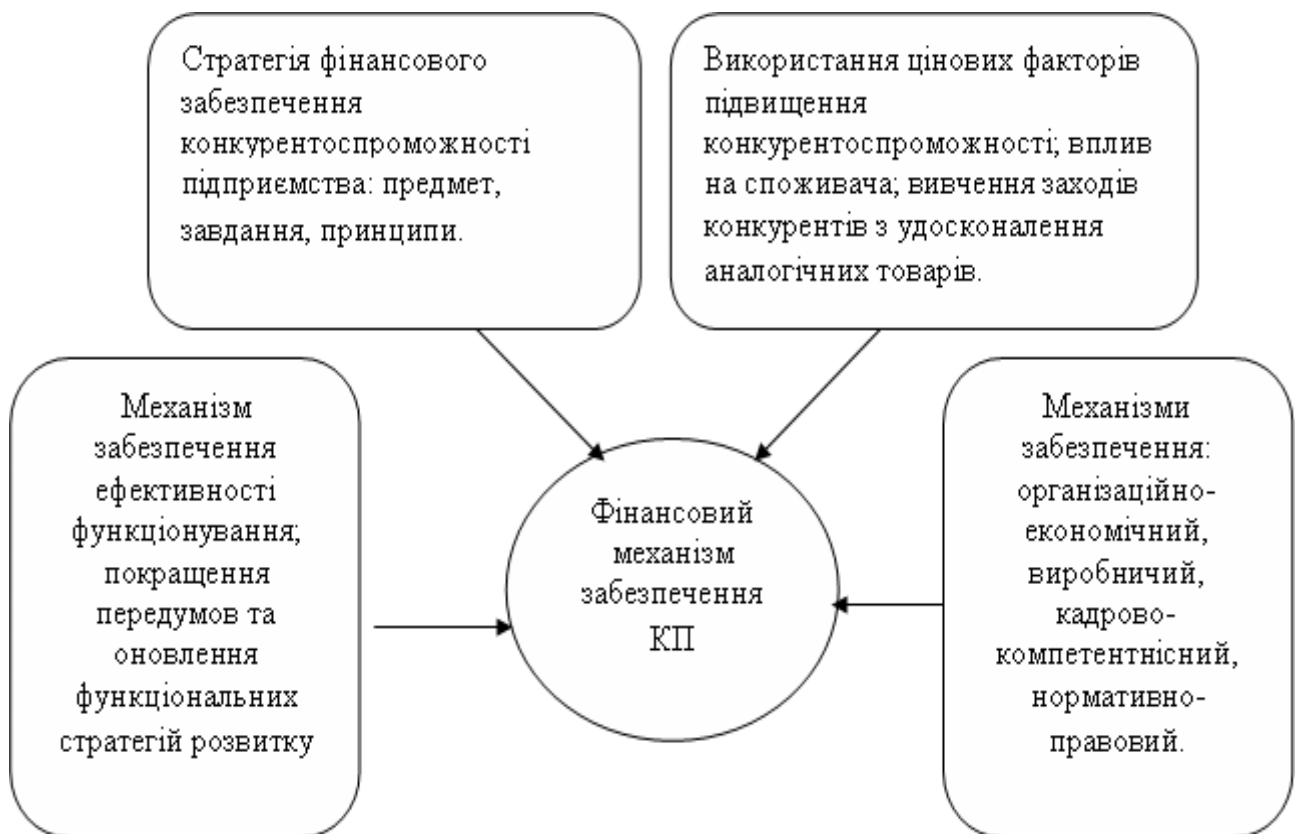 Стратегія фінансового
забезпечення
конкурентоспроможності
підприємства: предмет,
завдання, принципи.
Використання цінових факторів
підвищення
конкурентоспроможності; вплив
на споживача; вивчення заходів
конкурентів з удосконалення
аналогічних товарів.
Механізм
забезпечення
ефективності
функціонування;
покращення
передумов та
оновлення
функціональних
стратегій розвитку
Фінансовий
механізм
забезпечення
КП
Механізми
забезпечення:
організаційно-
економічний,
виробничий,
кадрово-
компетентнісний,
нормативно-
правовий.